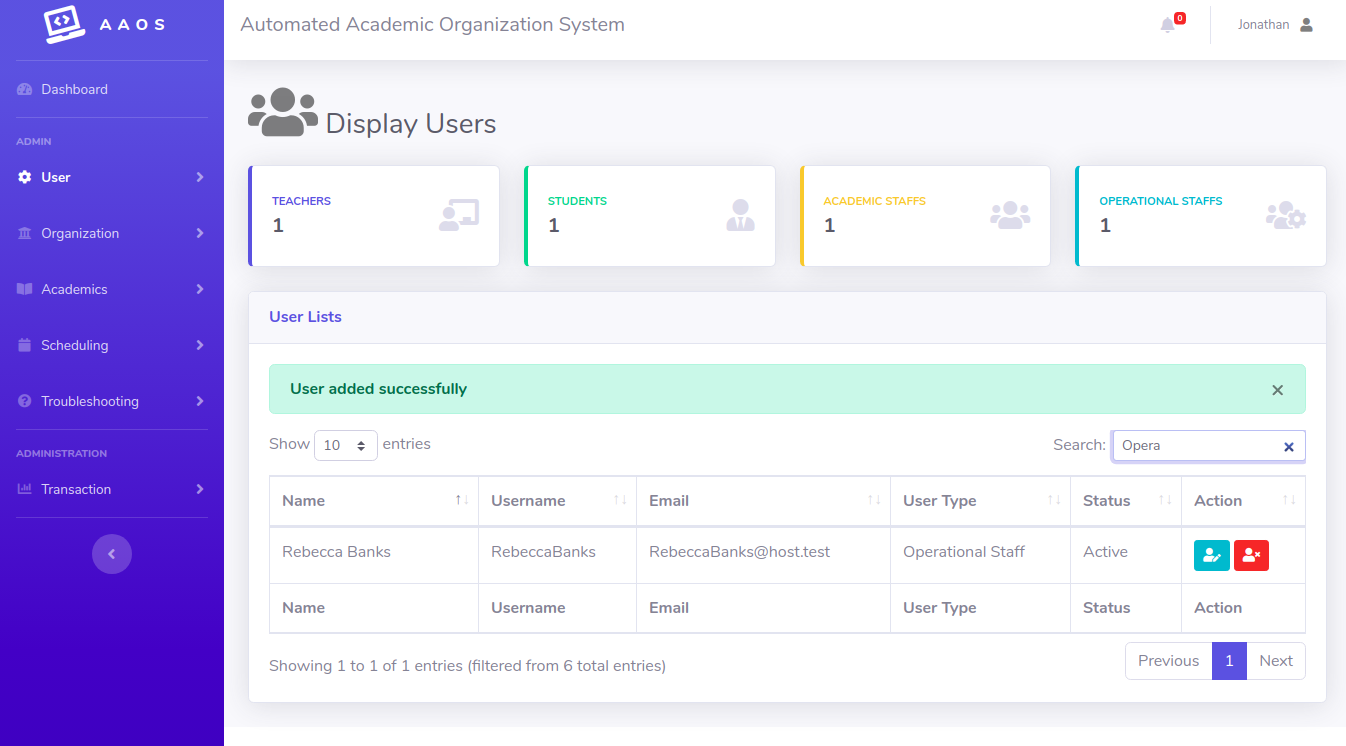 AAOS
Automated Academic Organization System
0
Jonathan
Dashboard
ADMIN
User
Organization
Academics
Scheduling
Troubleshooting
ADMINISTRATION
Transaction
Display Users
TEACHERS
1
STUDENTS
1
ACADEMIC STAFFS
1
OPERATIONAL STAFFS
1
User Lists
User added successfully ×
Show 10 entries
Search: Opera
Name Username Email User Type Status Action
Rebecca Banks RebeccaBanks RebeccaBanks@host.test Operational Staff Active
Name Username Email User Type Status Action
Showing 1 to 1 of 1 entries (filtered from 6 total entries)
Previous 1 Next